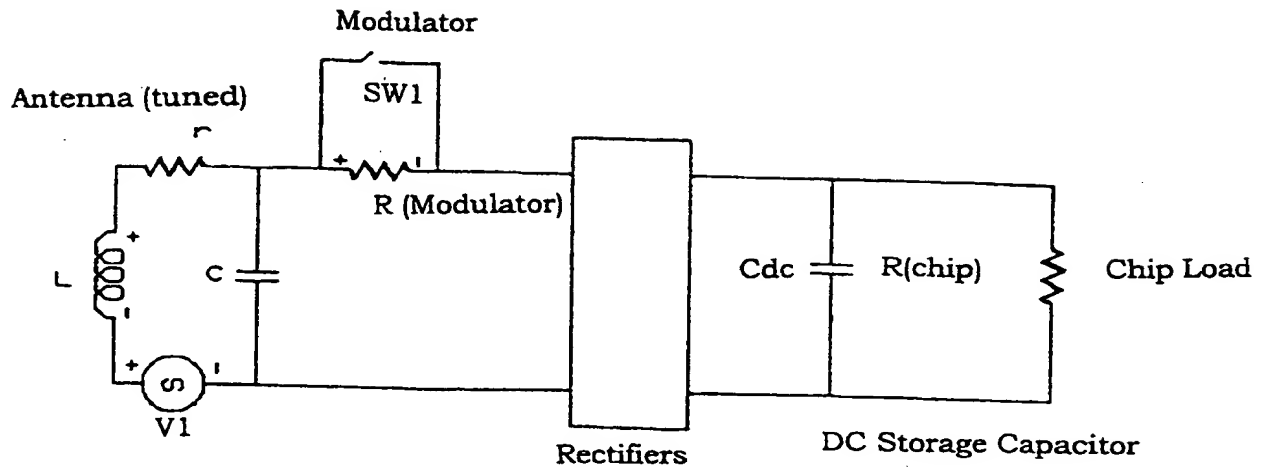 Modulator
Antenna (tuned)
SW1
r
+ -
R (Modulator)
+
L
C
Cdc
R(chip)
Chip Load
-
+ -
S
V1
Rectifiers
DC Storage Capacitor